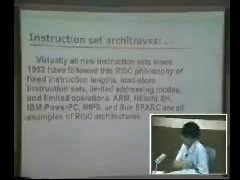 Instruction set architraves: ...
Virtually all new instruction sets since
1982 have followed this RISC philosophy of
fixed instruction lengths, load-store
instruction sets, limited addressing modes,
and limited operations. ARM, Hitachi SH,
IBM PowerPC, MIPS, and Sun SPARC are all
examples of RISC architectures